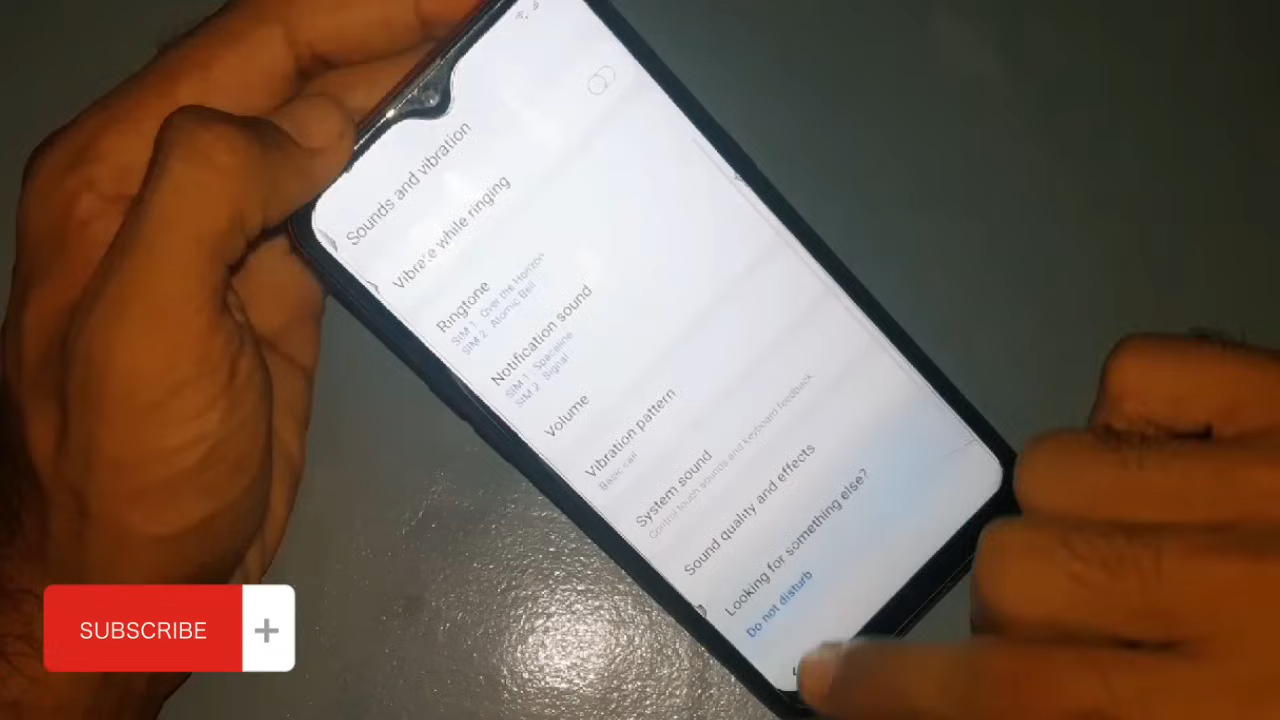 Sounds and vibration
Vibrate while ringing
Ringtone
SIM 1 : Over the Horizon
SIM 2 : Atomic Bell
Notification sound
SIM 1 : Spaceline
SIM 2 : Signal
Volume
Vibration pattern
Basic call
System sound
Control touch sounds and keyboard feedback
Sound quality and effects
Looking for something else?
Do not disturb
SUBSCRIBE +